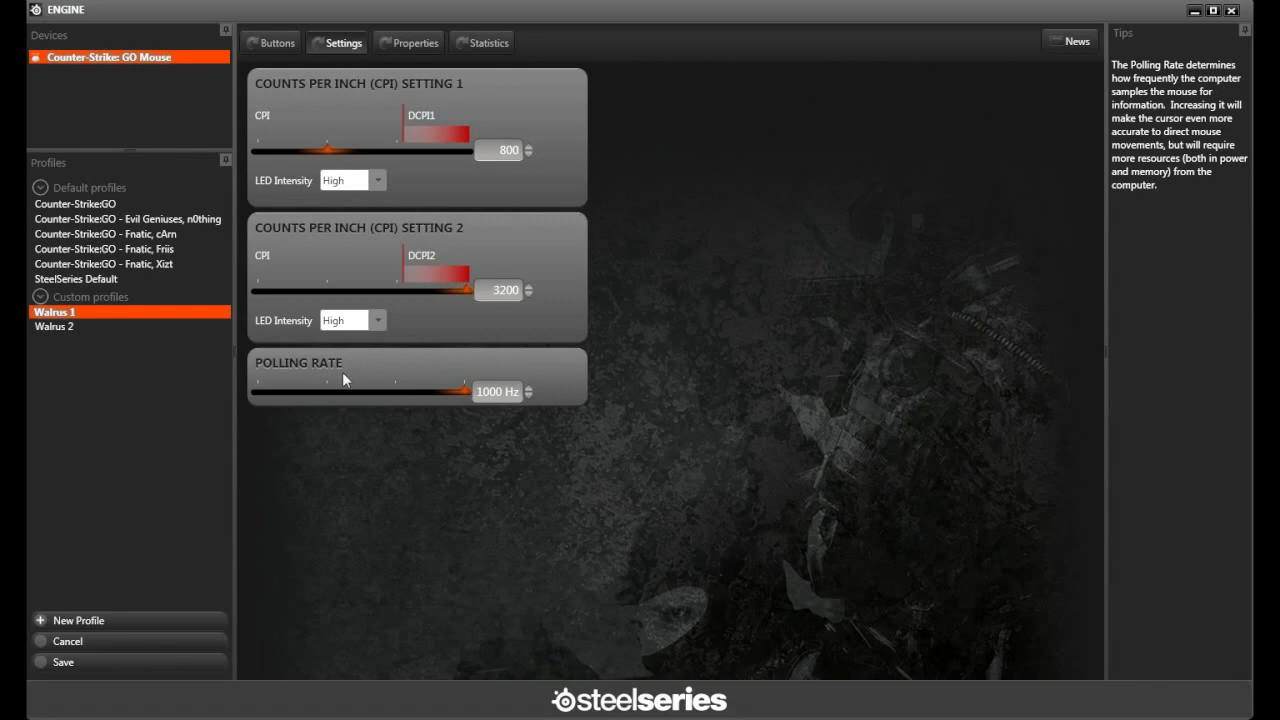 ENGINE
Devices
Counter-Strike: GO Mouse
Profiles
Default profiles
Counter-Strike:GO
Counter-Strike:GO - Evil Geniuses, n0thing
Counter-Strike:GO - Fnatic, cArn
Counter-Strike:GO - Fnatic, Friis
Counter-Strike:GO - Fnatic, Xizt
SteelSeries Default
Custom profiles
Walrus 1
Walrus 2
New Profile
Cancel
Save
Buttons Settings Properties Statistics News
COUNTS PER INCH (CPI) SETTING 1
CPI DCPI1
800
LED Intensity High
COUNTS PER INCH (CPI) SETTING 2
CPI DCPI2
3200
LED Intensity High
POLLING RATE
1000 Hz
Tips
The Polling Rate determines
how frequently the computer
samples the mouse for
information. Increasing it will
make the cursor even more
accurate to direct mouse
movements, but will require
more resources (both in power
and memory) from the
computer.
steelseries